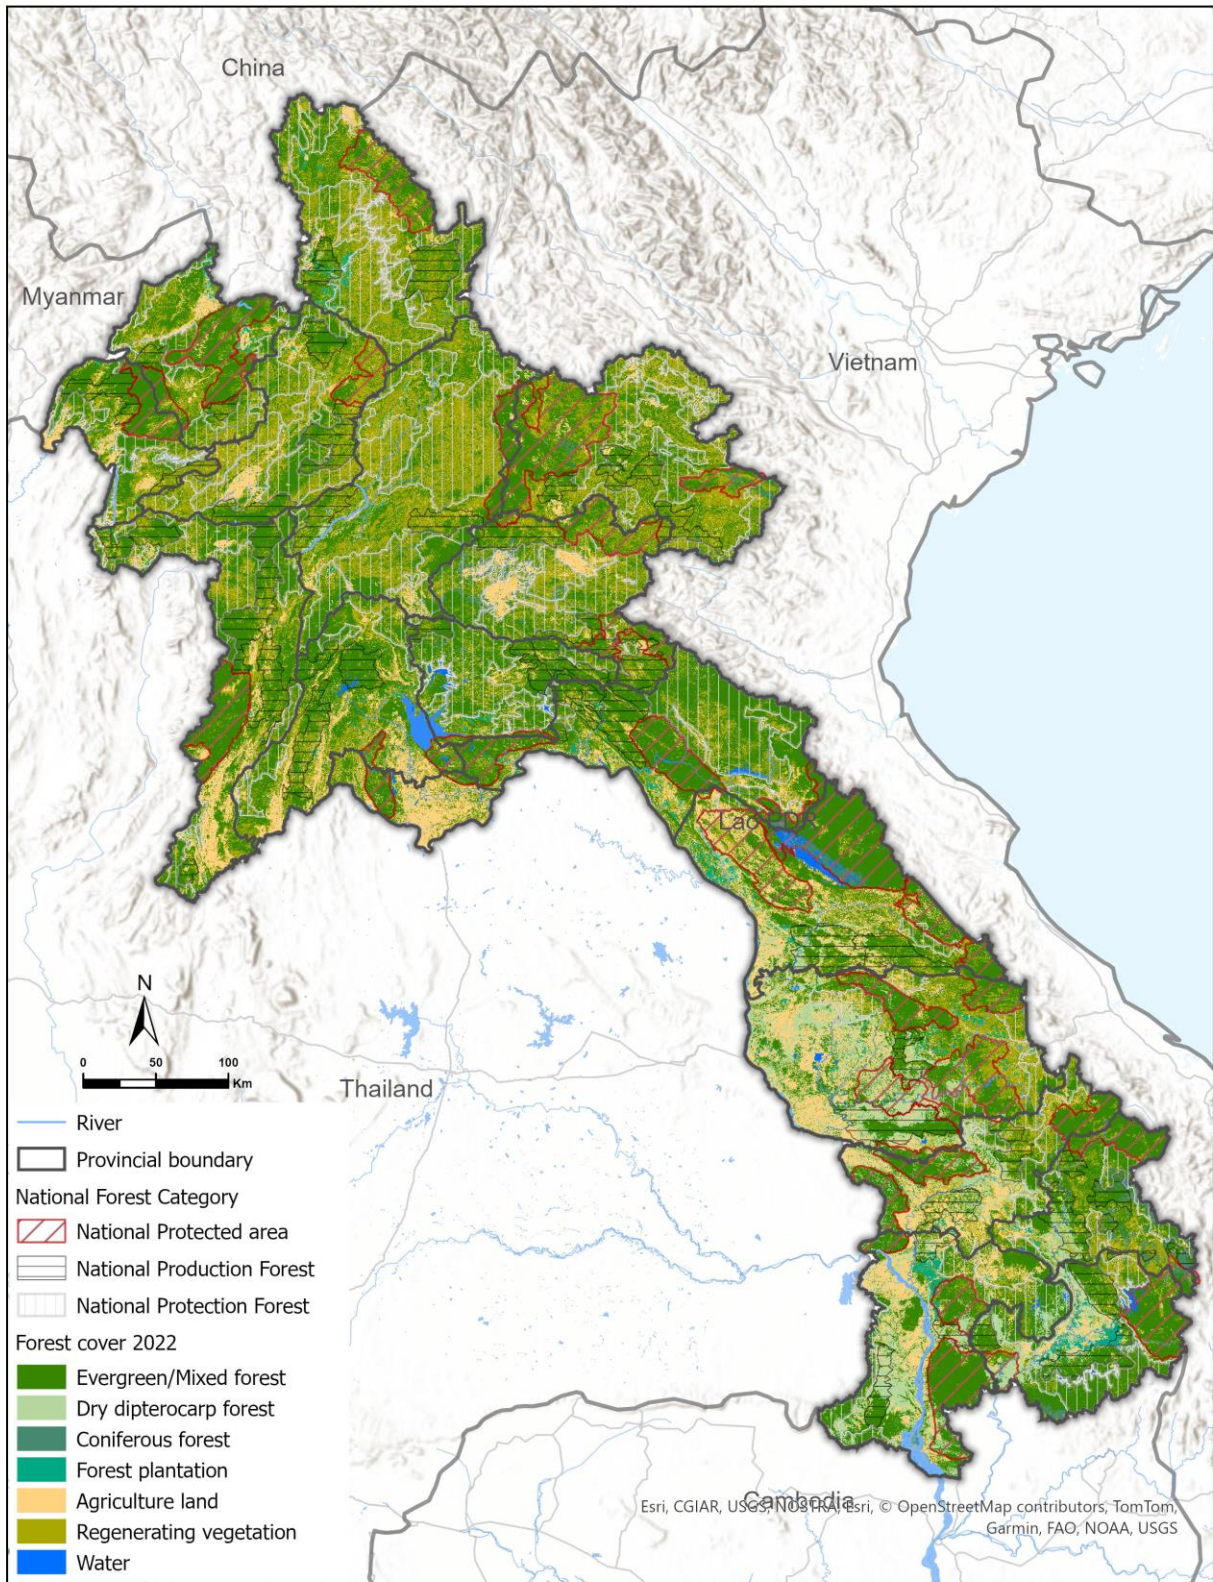 China
Myanmar
Vietnam
Lao PDR
N
0 50 100
Km
Thailand
River
Provincial boundary
National Forest Category
National Protected area
National Production Forest
National Protection Forest
Forest cover 2022
Evergreen/Mixed forest
Dry dipterocarp forest
Coniferous forest
Forest plantation
Agriculture land
Regenerating vegetation
Water
Cambodia
Esri, CGIAR, USGS, NOSTRA, Esri, © OpenStreetMap contributors, TomTom,
Garmin, FAO, NOAA, USGS